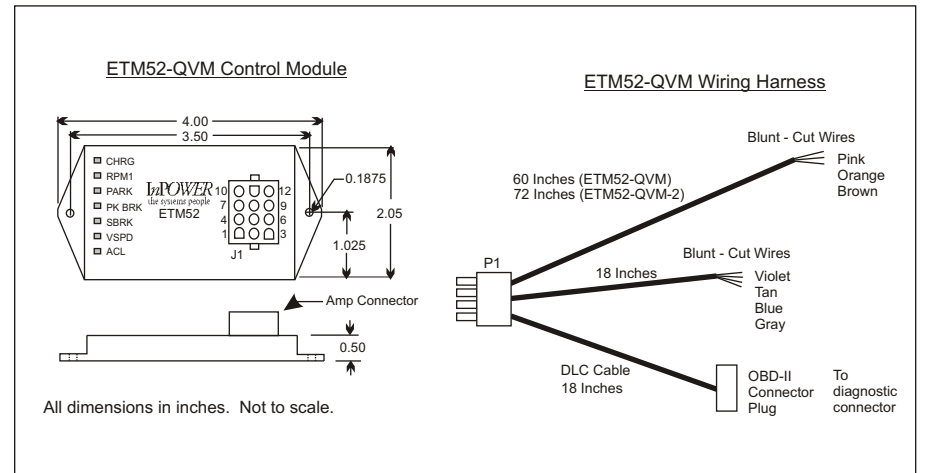 ETM52-QVM Control Module
4.00
3.50
CHRG
RPM1
PARK
PK BRK
SBRK
VSPD
ACL
InPOWER
the systems people
ETM52
10
12
7
9
4
6
1
3
J1
0.1875
2.05
1.025
Amp Connector
0.50
All dimensions in inches. Not to scale.
ETM52-QVM Wiring Harness
Blunt - Cut Wires
Pink
Orange
Brown
60 Inches (ETM52-QVM)
72 Inches (ETM52-QVM-2)
P1
18 Inches
Blunt - Cut Wires
Violet
Tan
Blue
Gray
DLC Cable
18 Inches
OBD-II
Connector
Plug
To
diagnostic
connector